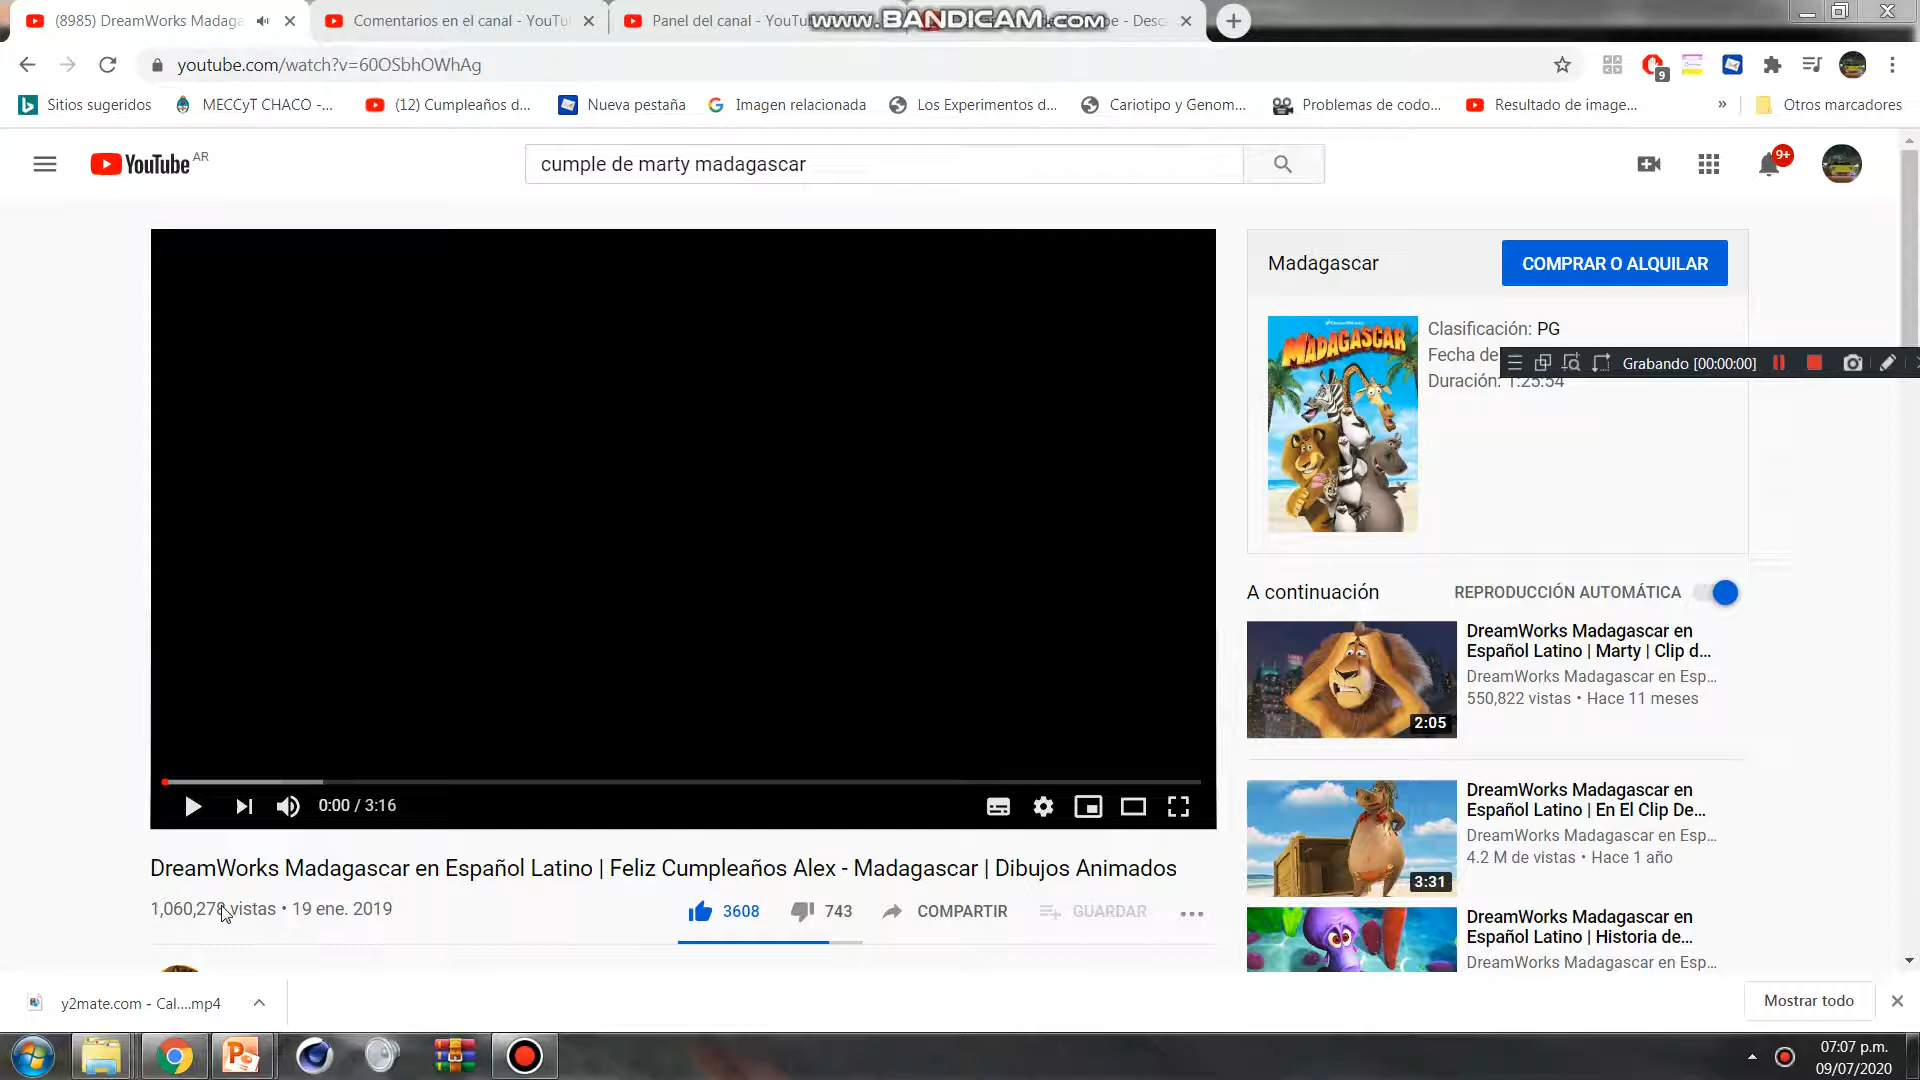 (8985) DreamWorks Madaga
Comentarios en el canal - YouTu
Panel del canal - YouTu
www.BANDICAM.com
be - Desc
youtube.com/watch?v=60OSbhOWhAg
9
Sitios sugeridos
MECCyT CHACO -...
(12) Cumpleaños d...
Nueva pestaña
Imagen relacionada
Los Experimentos d...
Cariotipo y Genom...
Problemas de codo...
Resultado de image...
»
Otros marcadores
YouTube AR
cumple de marty madagascar
9+
Madagascar
COMPRAR O ALQUILAR
MADAGASCAR
Clasificación: PG
Fecha de
Grabando [00:00:00]
Duración: 1:25:54
A continuación
REPRODUCCIÓN AUTOMÁTICA
DreamWorks Madagascar en
Español Latino | Marty | Clip d...
DreamWorks Madagascar en Esp...
550,822 vistas • Hace 11 meses
2:05
DreamWorks Madagascar en
Español Latino | En El Clip De...
DreamWorks Madagascar en Esp...
4.2 M de vistas • Hace 1 año
3:31
DreamWorks Madagascar en
Español Latino | Historia de...
DreamWorks Madagascar en Esp...
0:00 / 3:16
DreamWorks Madagascar en Español Latino | Feliz Cumpleaños Alex - Madagascar | Dibujos Animados
vistas • 19 ene. 2019
3608
743
COMPARTIR
GUARDAR
y2mate.com - Cal....mp4
Mostrar todo
07:07 p.m.
09/07/2020